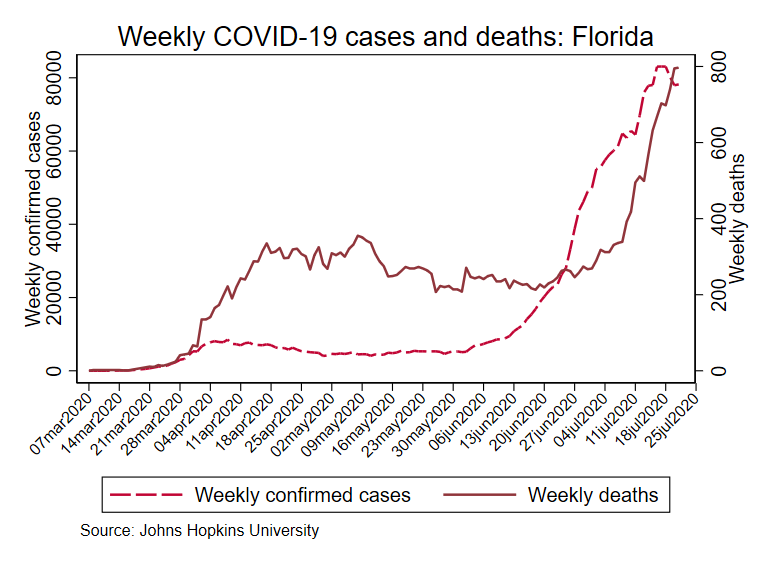 Weekly COVID-19 cases and deaths: Florida
Weekly confirmed cases
80000
60000
40000
20000
0
800
600
400
200
0
Weekly deaths
07mar2020
14mar2020
21mar2020
28mar2020
04apr2020
11apr2020
18apr2020
25apr2020
02may2020
09may2020
16may2020
23may2020
30may2020
06jun2020
13jun2020
20jun2020
27jun2020
04jul2020
11jul2020
18jul2020
25jul2020
Weekly confirmed cases
Weekly deaths
Source: Johns Hopkins University